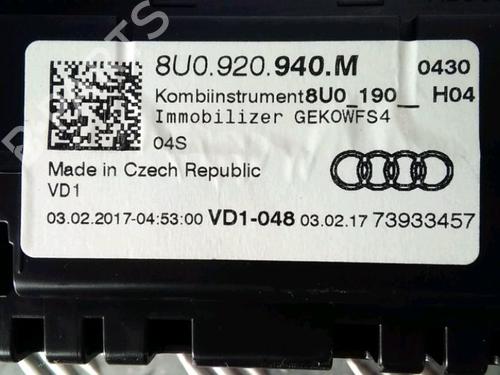 8U0.920.940.M 0430
Kombiinstrument8U0_190__ H04
Immobilizer GEKOWFS4
04S
Made in Czech Republic
VD1
03.02.2017-04:53:00 VD1-048 03.02.17 73933457